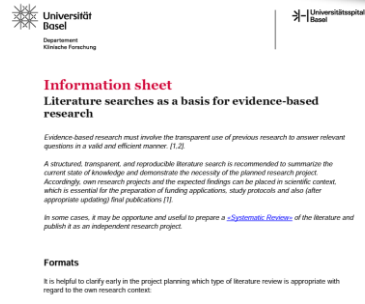 Universität
Basel
Universitätsspital
Basel
Departement
Klinische Forschung
Information sheet
Literature searches as a basis for evidence-based
research
Evidence-based research must involve the transparent use of previous research to answer relevant
questions in a valid and efficient manner. [1,2].
A structured, transparent, and reproducible literature search is recommended to summarize the
current state of knowledge and demonstrate the necessity of the planned research project.
Accordingly, own research projects and the expected findings can be placed in scientific context,
which is essential for the preparation of funding applications, study protocols and also (after
appropriate updating) final publications [1].
In some cases, it may be opportune and useful to prepare a «Systematic Review» of the literature and
publish it as an independent research project.
Formats
It is helpful to clarify early in the project planning which type of literature review is appropriate with
regard to the own research context: